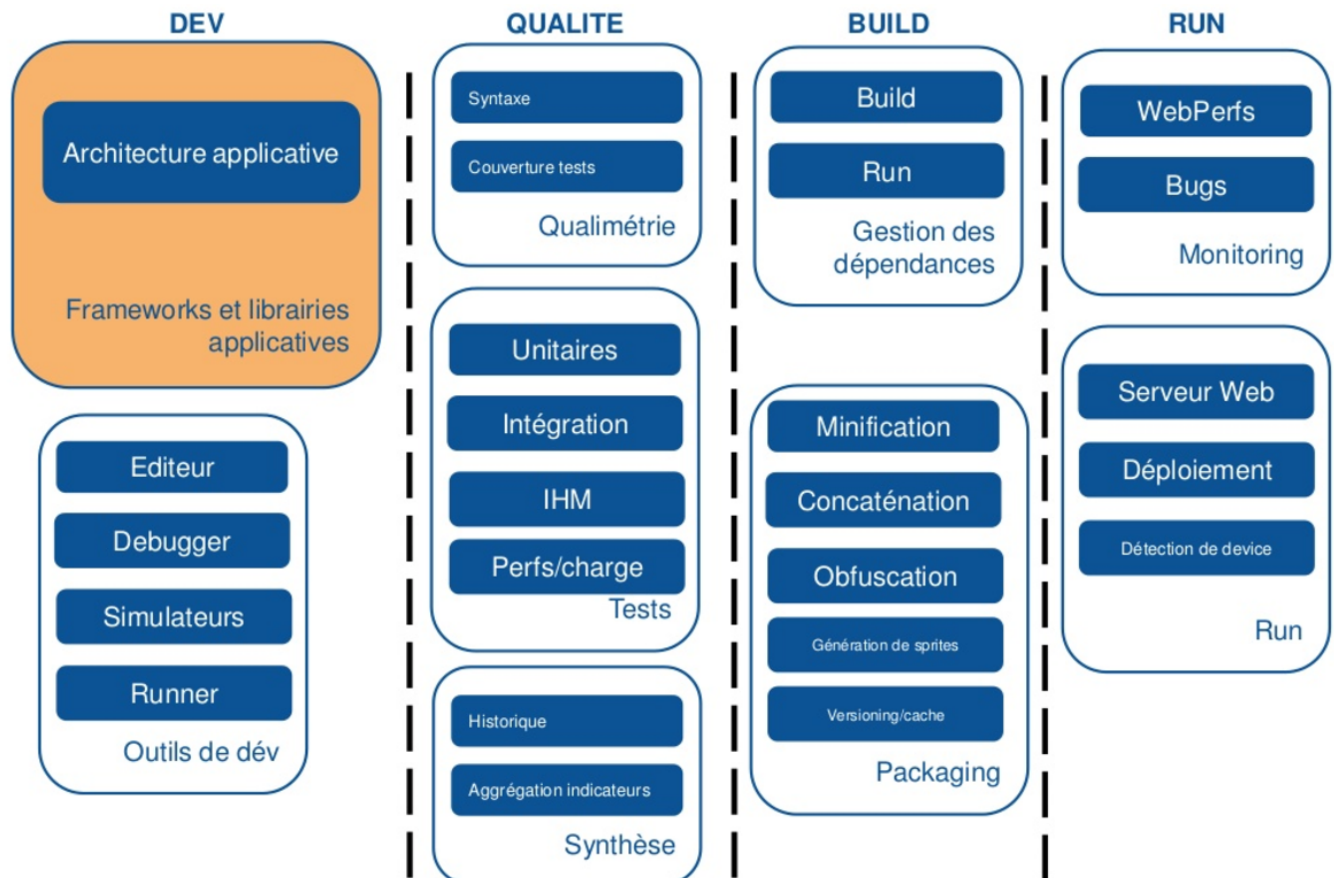 DEV
Architecture applicative
Frameworks et librairies
applicatives
Editeur
Debugger
Simulateurs
Runner
Outils de dév
QUALITE
Syntaxe
Couverture tests
Qualimétrie
Unitaires
Intégration
IHM
Perfs/charge
Tests
Historique
Aggrégation indicateurs
Synthèse
BUILD
Build
Run
Gestion des
dépendances
Minification
Concaténation
Obfuscation
Génération de sprites
Versioning/cache
Packaging
RUN
WebPerfs
Bugs
Monitoring
Serveur Web
Déploiement
Détection de device
Run